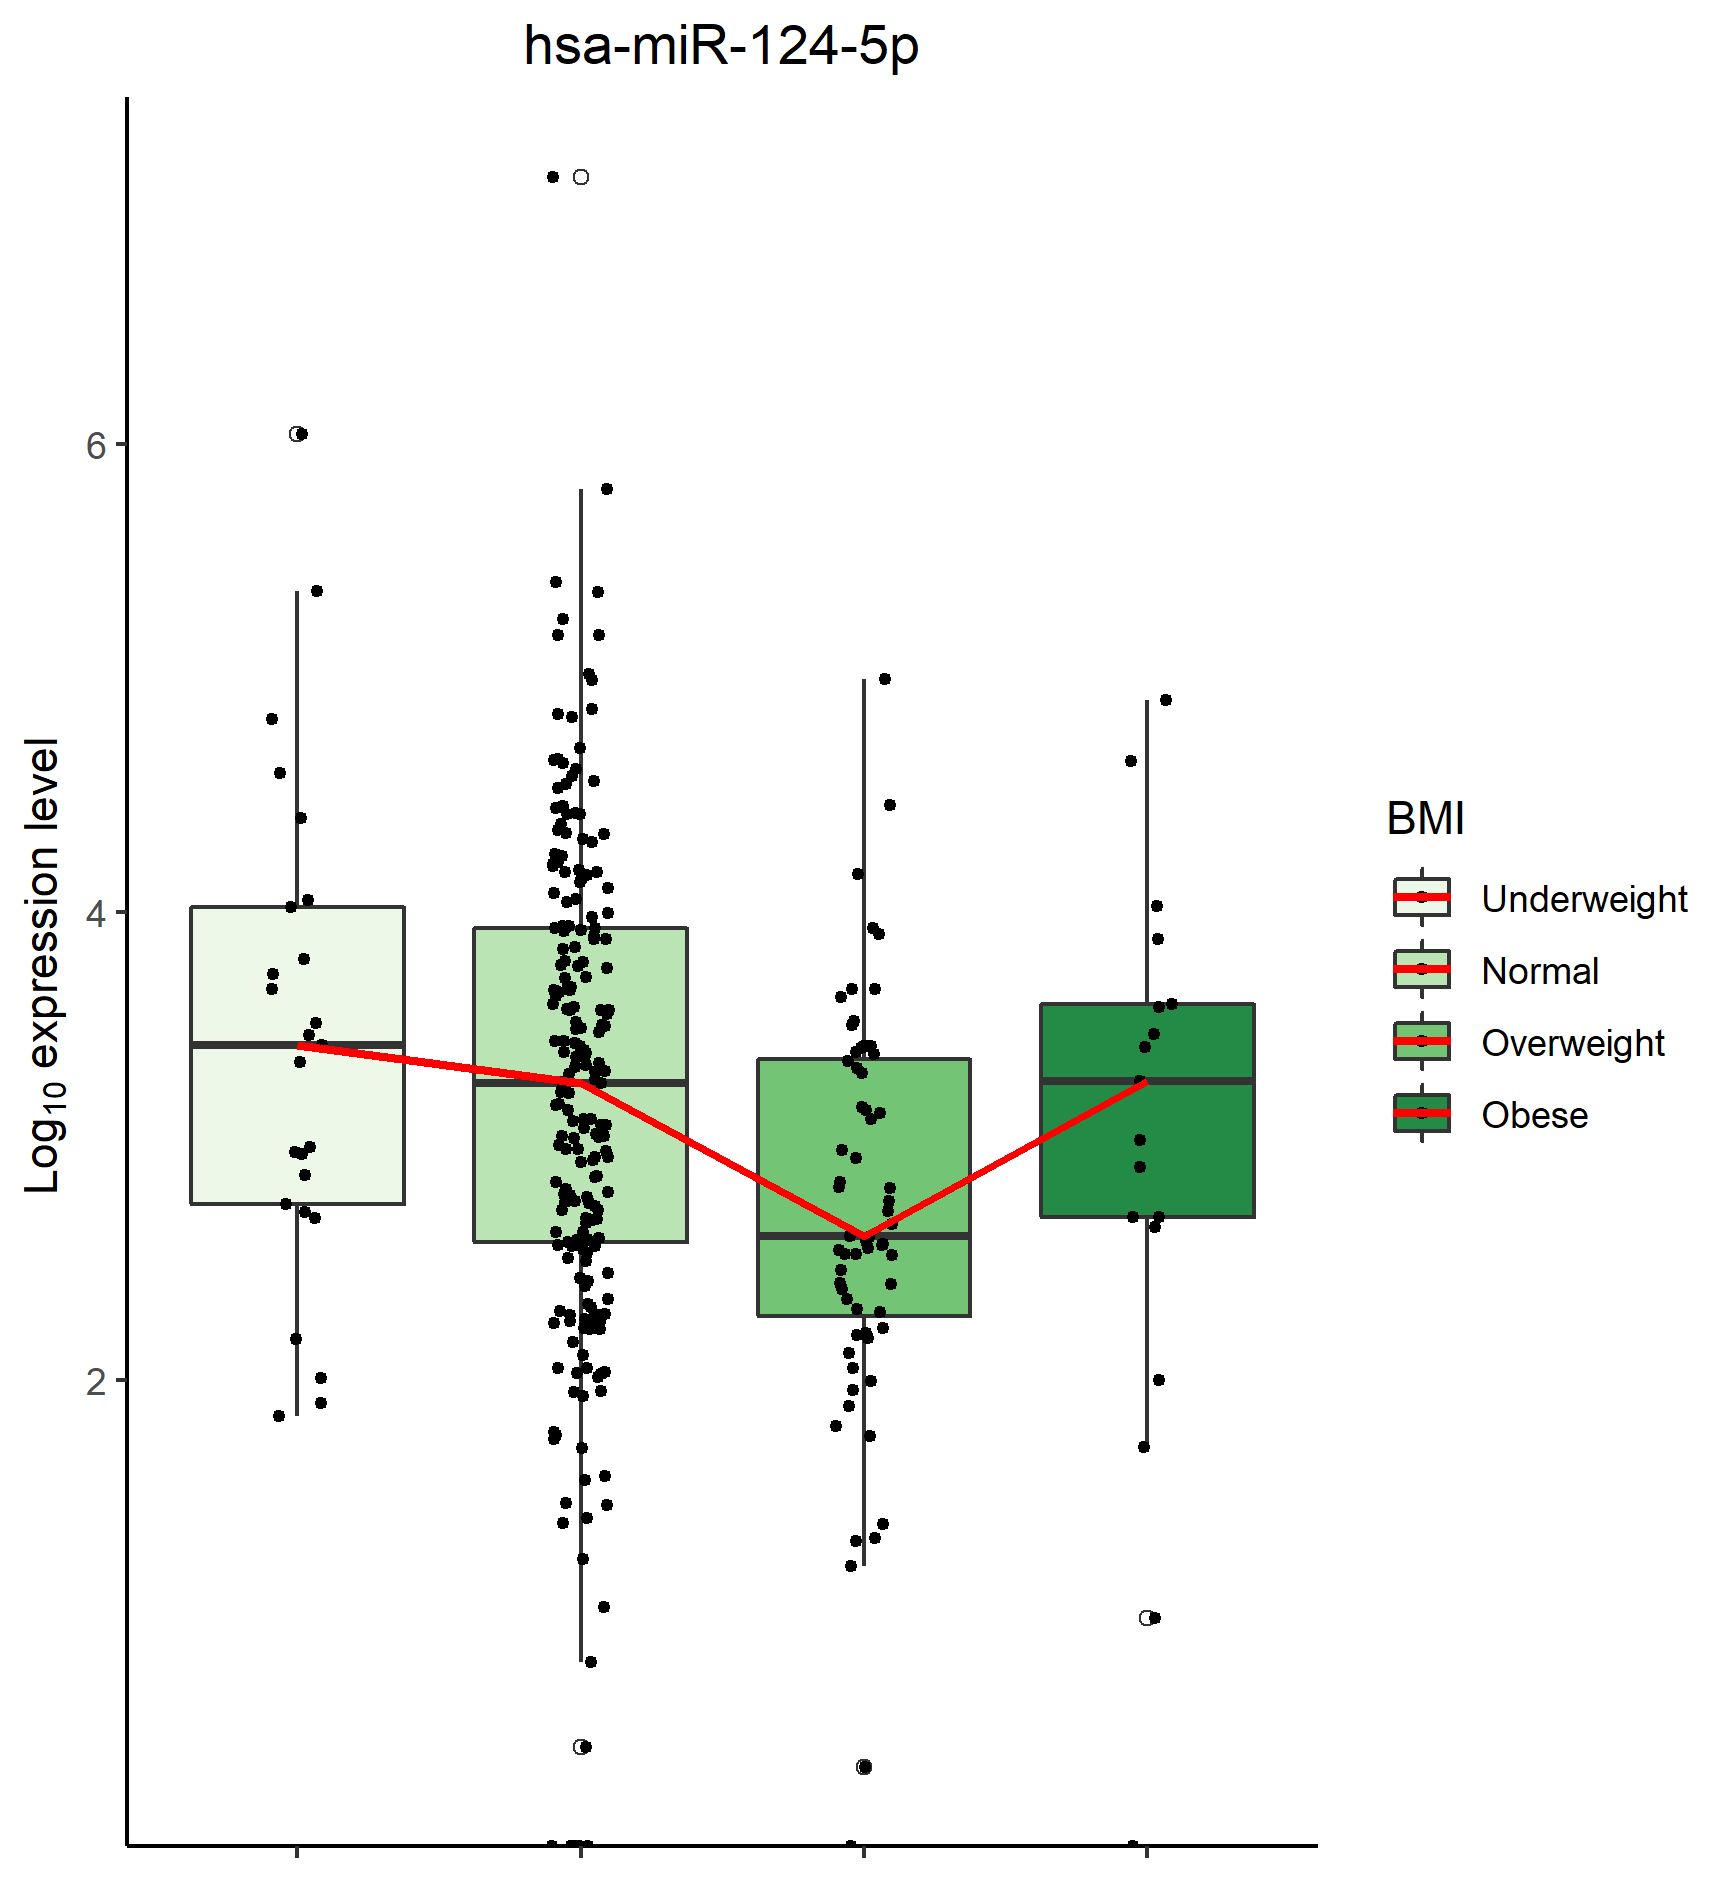 hsa-miR-124-5p
Log₁₀ expression level
6
4
2
BMI
Underweight
Normal
Overweight
Obese